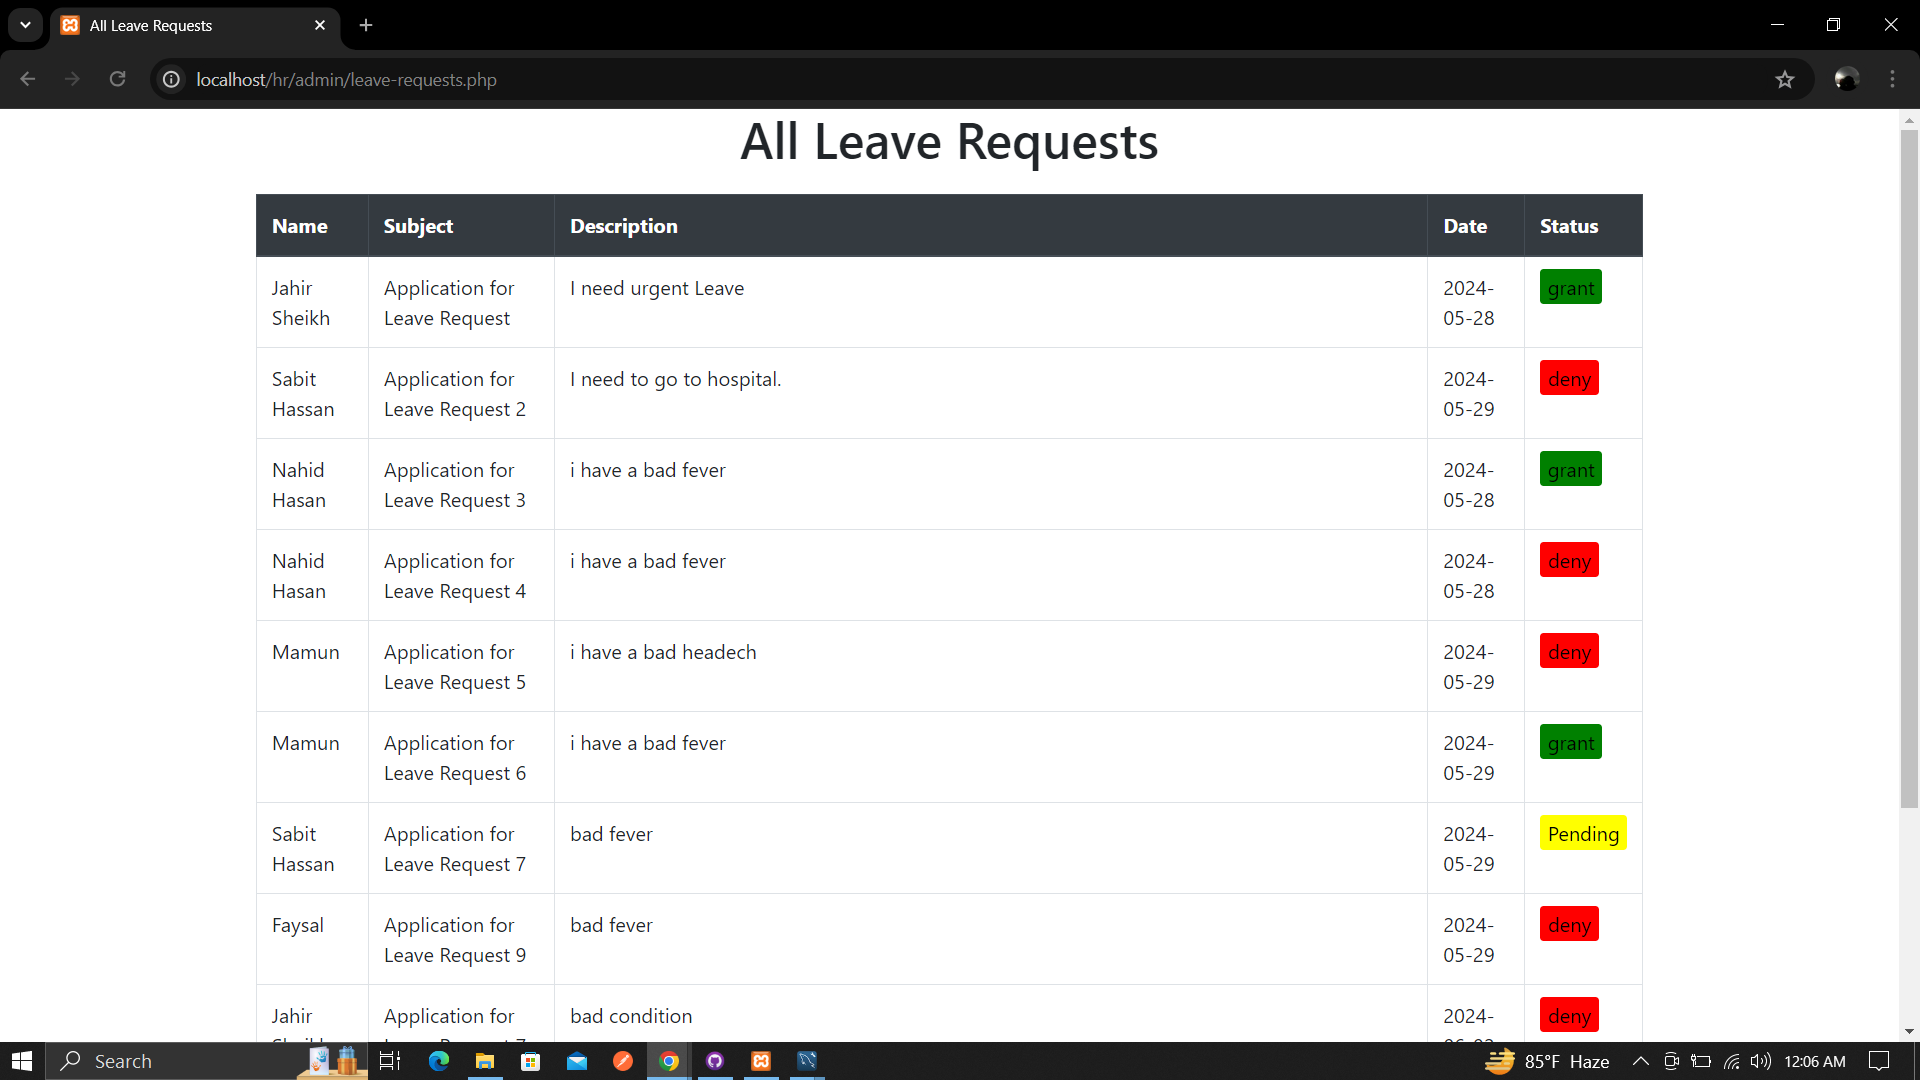 All Leave Requests
localhost/hr/admin/leave-requests.php
All Leave Requests
Name Subject Description Date Status
Jahir Application for I need urgent Leave 2024- grant
Sheikh Leave Request 05-28
Sabit Application for I need to go to hospital. 2024- deny
Hassan Leave Request 2 05-29
Nahid Application for i have a bad fever 2024- grant
Hasan Leave Request 3 05-28
Nahid Application for i have a bad fever 2024- deny
Hasan Leave Request 4 05-28
Mamun Application for i have a bad headech 2024- deny
Leave Request 5 05-29
Mamun Application for i have a bad fever 2024- grant
Leave Request 6 05-29
Sabit Application for bad fever 2024- Pending
Hassan Leave Request 7 05-29
Faysal Application for bad fever 2024- deny
Leave Request 9 05-29
Jahir Application for bad condition 2024- deny
Search 85°F Haze 12:06 AM